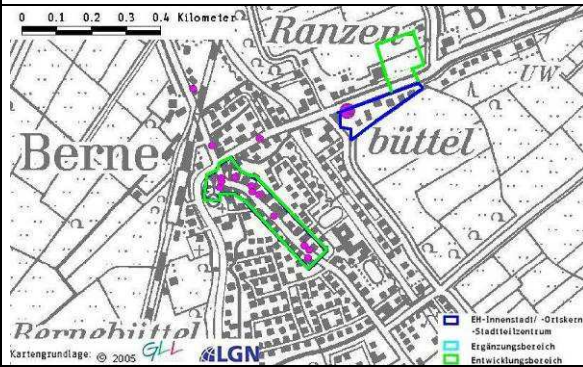 0 0.1 0.2 0.3 0.4 Kilometer
Ranzen
büttel
B 1
UW
Berne
Bernebüttel
EH-Innenstadt/ -Ortskern
-Stadtteilzentrum
Ergänzungsbereich
Entwicklungsbereich
Kartengrundlage: © 2005 GLL LGN